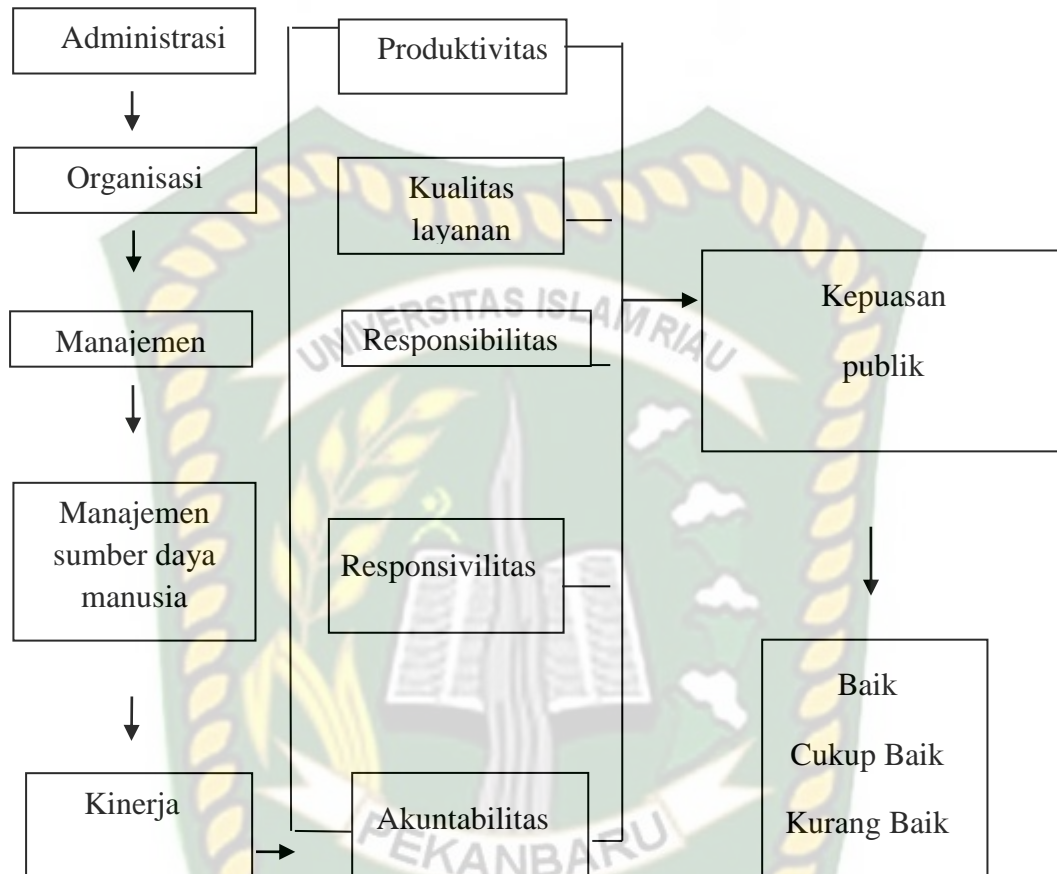 Administrasi
Organisasi
Manajemen
Manajemen
sumber daya
manusia
Kinerja
Produktivitas
Kualitas
layanan
Responsibilitas
Responsivilitas
Akuntabilitas
Kepuasan
publik
Baik
Cukup Baik
Kurang Baik
UNIVERSITAS ISLAM RIAU
PEKANBARU